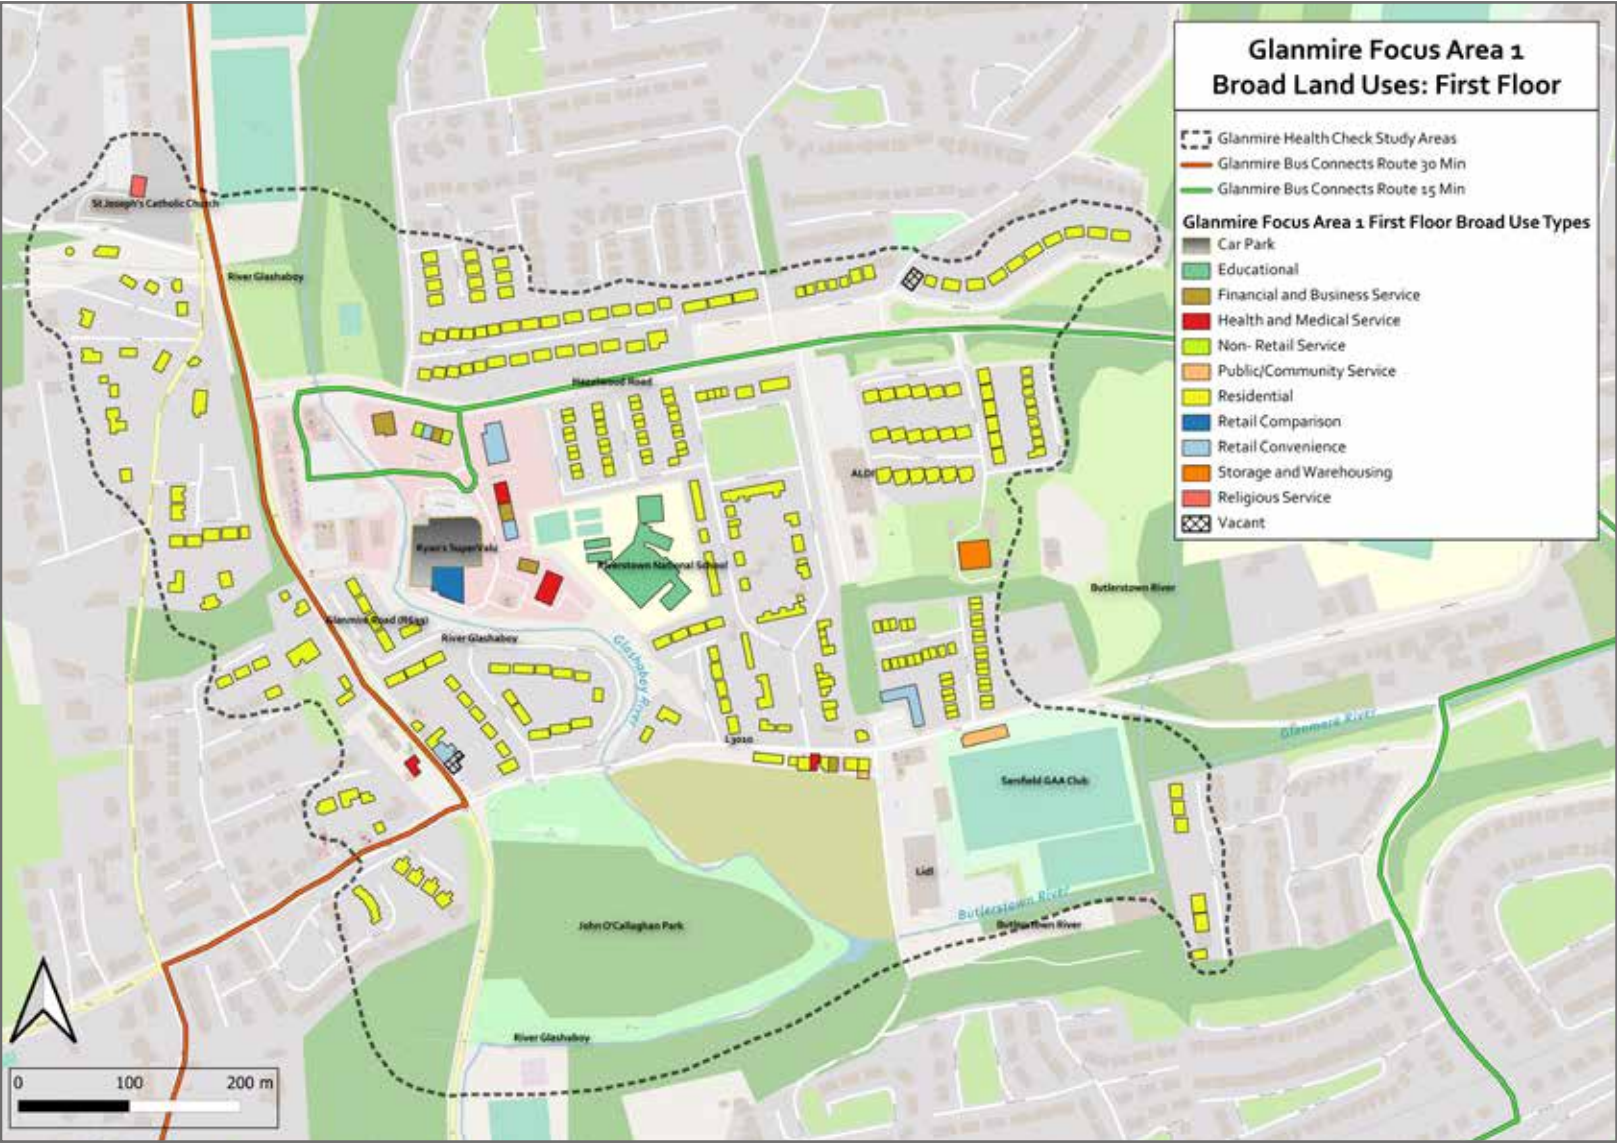 Glanmire Focus Area 1
Broad Land Uses: First Floor
Glanmire Health Check Study Areas
Glanmire Bus Connects Route 30 Min
Glanmire Bus Connects Route 15 Min
Glanmire Focus Area 1 First Floor Broad Use Types
Car Park
Educational
Financial and Business Service
Health and Medical Service
Non- Retail Service
Public/Community Service
Residential
Retail Comparison
Retail Convenience
Storage and Warehousing
Religious Service
Vacant
St Joseph's Catholic Church
River Glashaboy
Hazelwood Road
ALDI
Ryan's SuperValu
Riverstown National School
Butlerstown River
Glanmire Road (R639)
River Glashaboy
Glashaboy River
L3010
Glanmire River
Sarsfield GAA Club
Lidl
Butlerstown River
Butlerstown River
John O'Callaghan Park
River Glashaboy
0 100 200 m